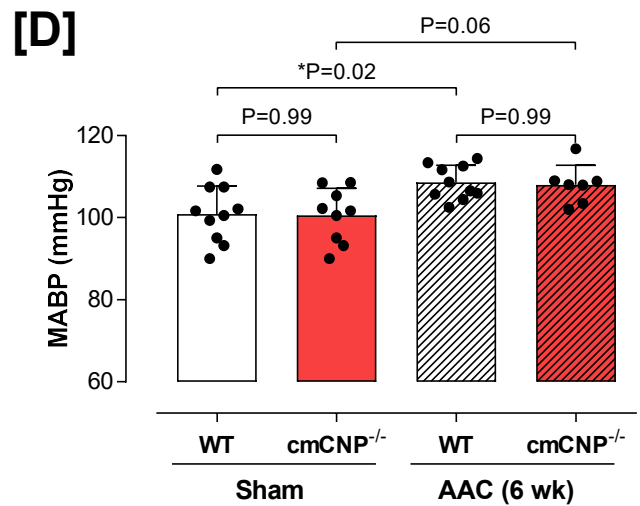 [D]
P=0.06
*P=0.02
P=0.99 P=0.99
MABP (mmHg)
120
100
80
60
WT cmCNP-/- WT cmCNP-/-
Sham AAC (6 wk)